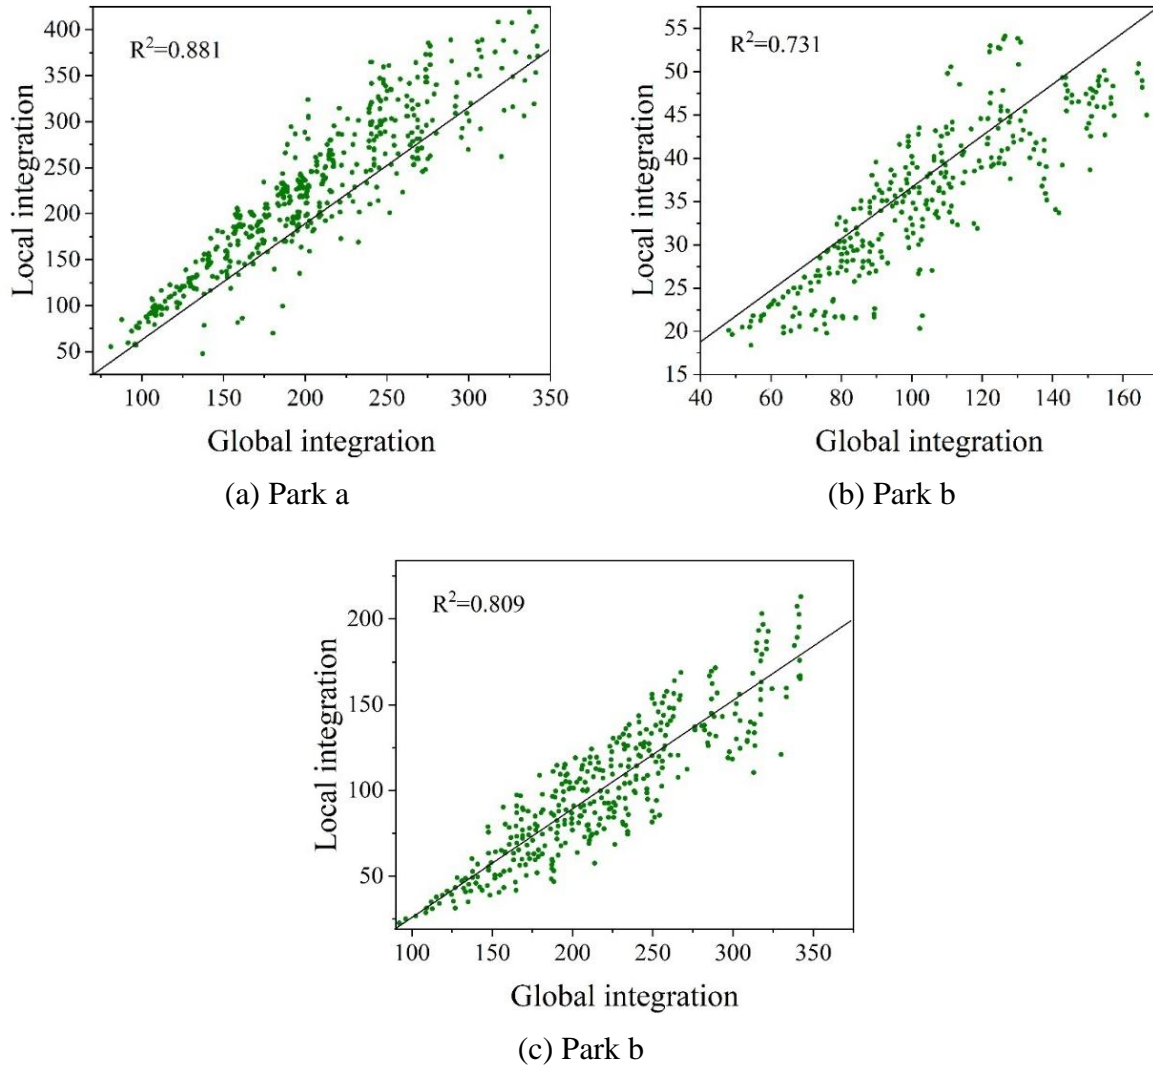 R²=0.881
400
350
300
250
200
150
100
50
Local integration
100 150 200 250 300 350
Global integration
(a) Park a
R²=0.731
55
50
45
40
35
30
25
20
15
Local integration
40 60 80 100 120 140 160
Global integration
(b) Park b
R²=0.809
200
150
100
50
Local integration
100 150 200 250 300 350
Global integration
(c) Park b